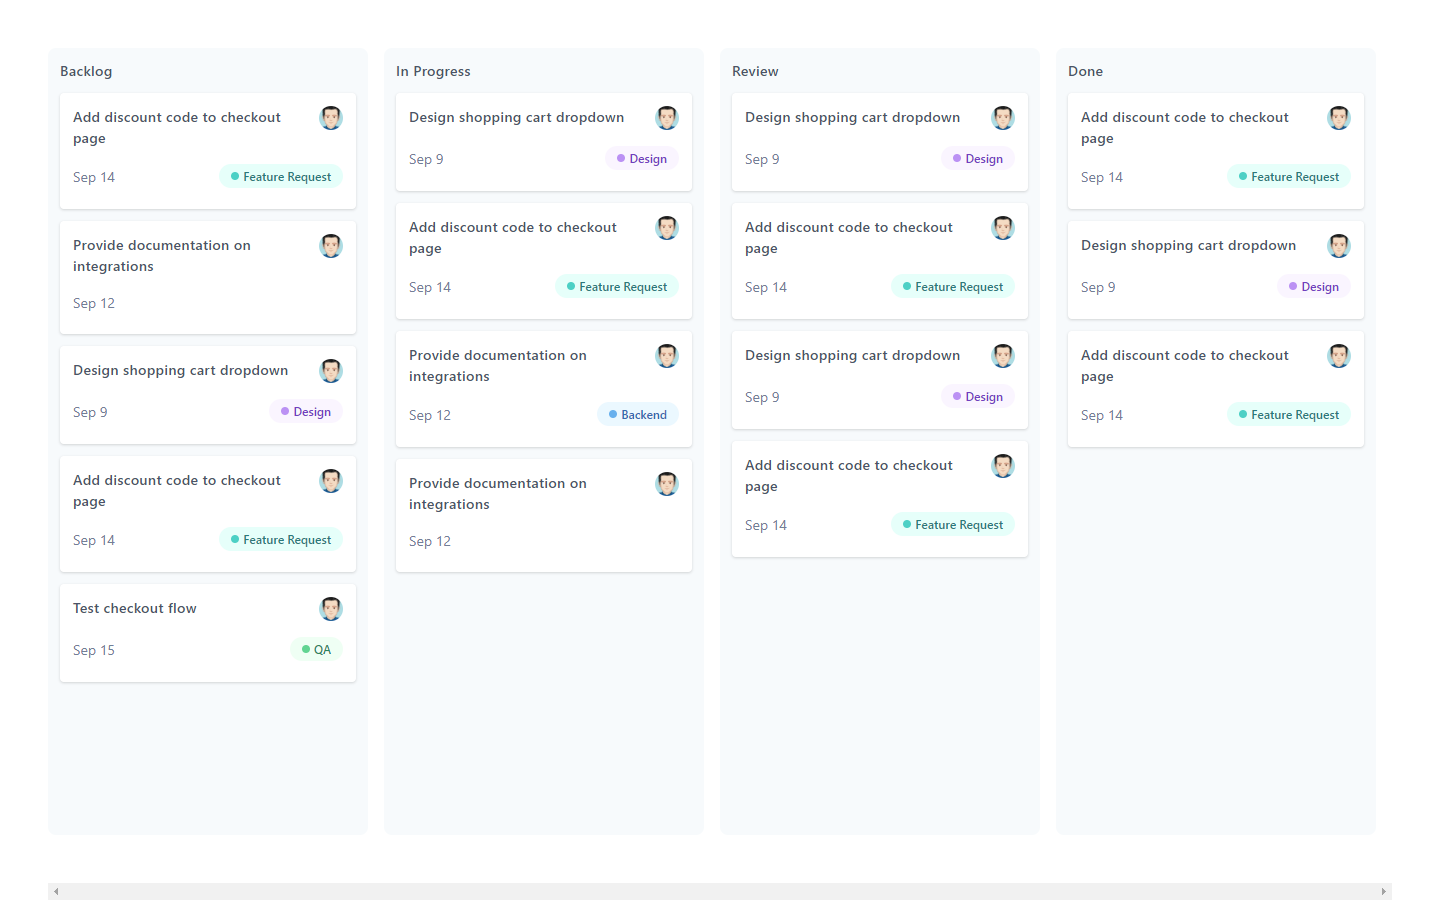 Backlog
Add discount code to checkout
page
Sep 14
Feature Request
Provide documentation on
integrations
Sep 12
Design shopping cart dropdown
Sep 9
Design
Add discount code to checkout
page
Sep 14
Feature Request
Test checkout flow
Sep 15
QA
In Progress
Design shopping cart dropdown
Sep 9
Design
Add discount code to checkout
page
Sep 14
Feature Request
Provide documentation on
integrations
Sep 12
Backend
Provide documentation on
integrations
Sep 12
Review
Design shopping cart dropdown
Sep 9
Design
Add discount code to checkout
page
Sep 14
Feature Request
Design shopping cart dropdown
Sep 9
Design
Add discount code to checkout
page
Sep 14
Feature Request
Done
Add discount code to checkout
page
Sep 14
Feature Request
Design shopping cart dropdown
Sep 9
Design
Add discount code to checkout
page
Sep 14
Feature Request